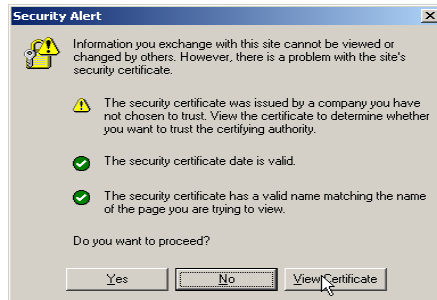 Security Alert
Information you exchange with this site cannot be viewed or
changed by others. However, there is a problem with the site's
security certificate.
The security certificate was issued by a company you have
not chosen to trust. View the certificate to determine whether
you want to trust the certifying authority.
The security certificate date is valid.
The security certificate has a valid name matching the name
of the page you are trying to view.
Do you want to proceed?
Yes No View Certificate